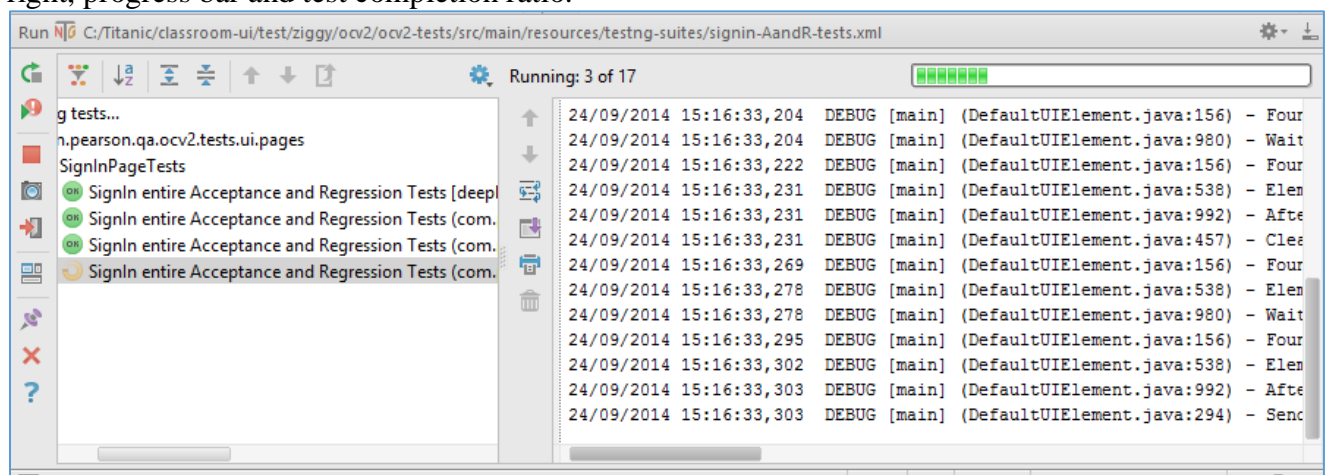 right, progress bar and test completion ratio.
Run C:/Titanic/classroom-ui/test/ziggy/ocv2/ocv2-tests/src/main/resources/testng-suites/signin-AandR-tests.xml
Running: 3 of 17
g tests...
n.pearson.qa.ocv2.tests.ui.pages
SignInPageTests
OK SignIn entire Acceptance and Regression Tests [deepl
OK SignIn entire Acceptance and Regression Tests (com.
OK SignIn entire Acceptance and Regression Tests (com.
SignIn entire Acceptance and Regression Tests (com.
24/09/2014 15:16:33,204 DEBUG [main] (DefaultUIElement.java:156) - Foun
24/09/2014 15:16:33,204 DEBUG [main] (DefaultUIElement.java:980) - Wait
24/09/2014 15:16:33,222 DEBUG [main] (DefaultUIElement.java:156) - Foun
24/09/2014 15:16:33,231 DEBUG [main] (DefaultUIElement.java:538) - Elem
24/09/2014 15:16:33,231 DEBUG [main] (DefaultUIElement.java:992) - Afte
24/09/2014 15:16:33,231 DEBUG [main] (DefaultUIElement.java:457) - Clea
24/09/2014 15:16:33,269 DEBUG [main] (DefaultUIElement.java:156) - Foun
24/09/2014 15:16:33,278 DEBUG [main] (DefaultUIElement.java:538) - Elem
24/09/2014 15:16:33,278 DEBUG [main] (DefaultUIElement.java:980) - Wait
24/09/2014 15:16:33,295 DEBUG [main] (DefaultUIElement.java:156) - Foun
24/09/2014 15:16:33,302 DEBUG [main] (DefaultUIElement.java:538) - Elem
24/09/2014 15:16:33,303 DEBUG [main] (DefaultUIElement.java:992) - Afte
24/09/2014 15:16:33,303 DEBUG [main] (DefaultUIElement.java:294) - Send